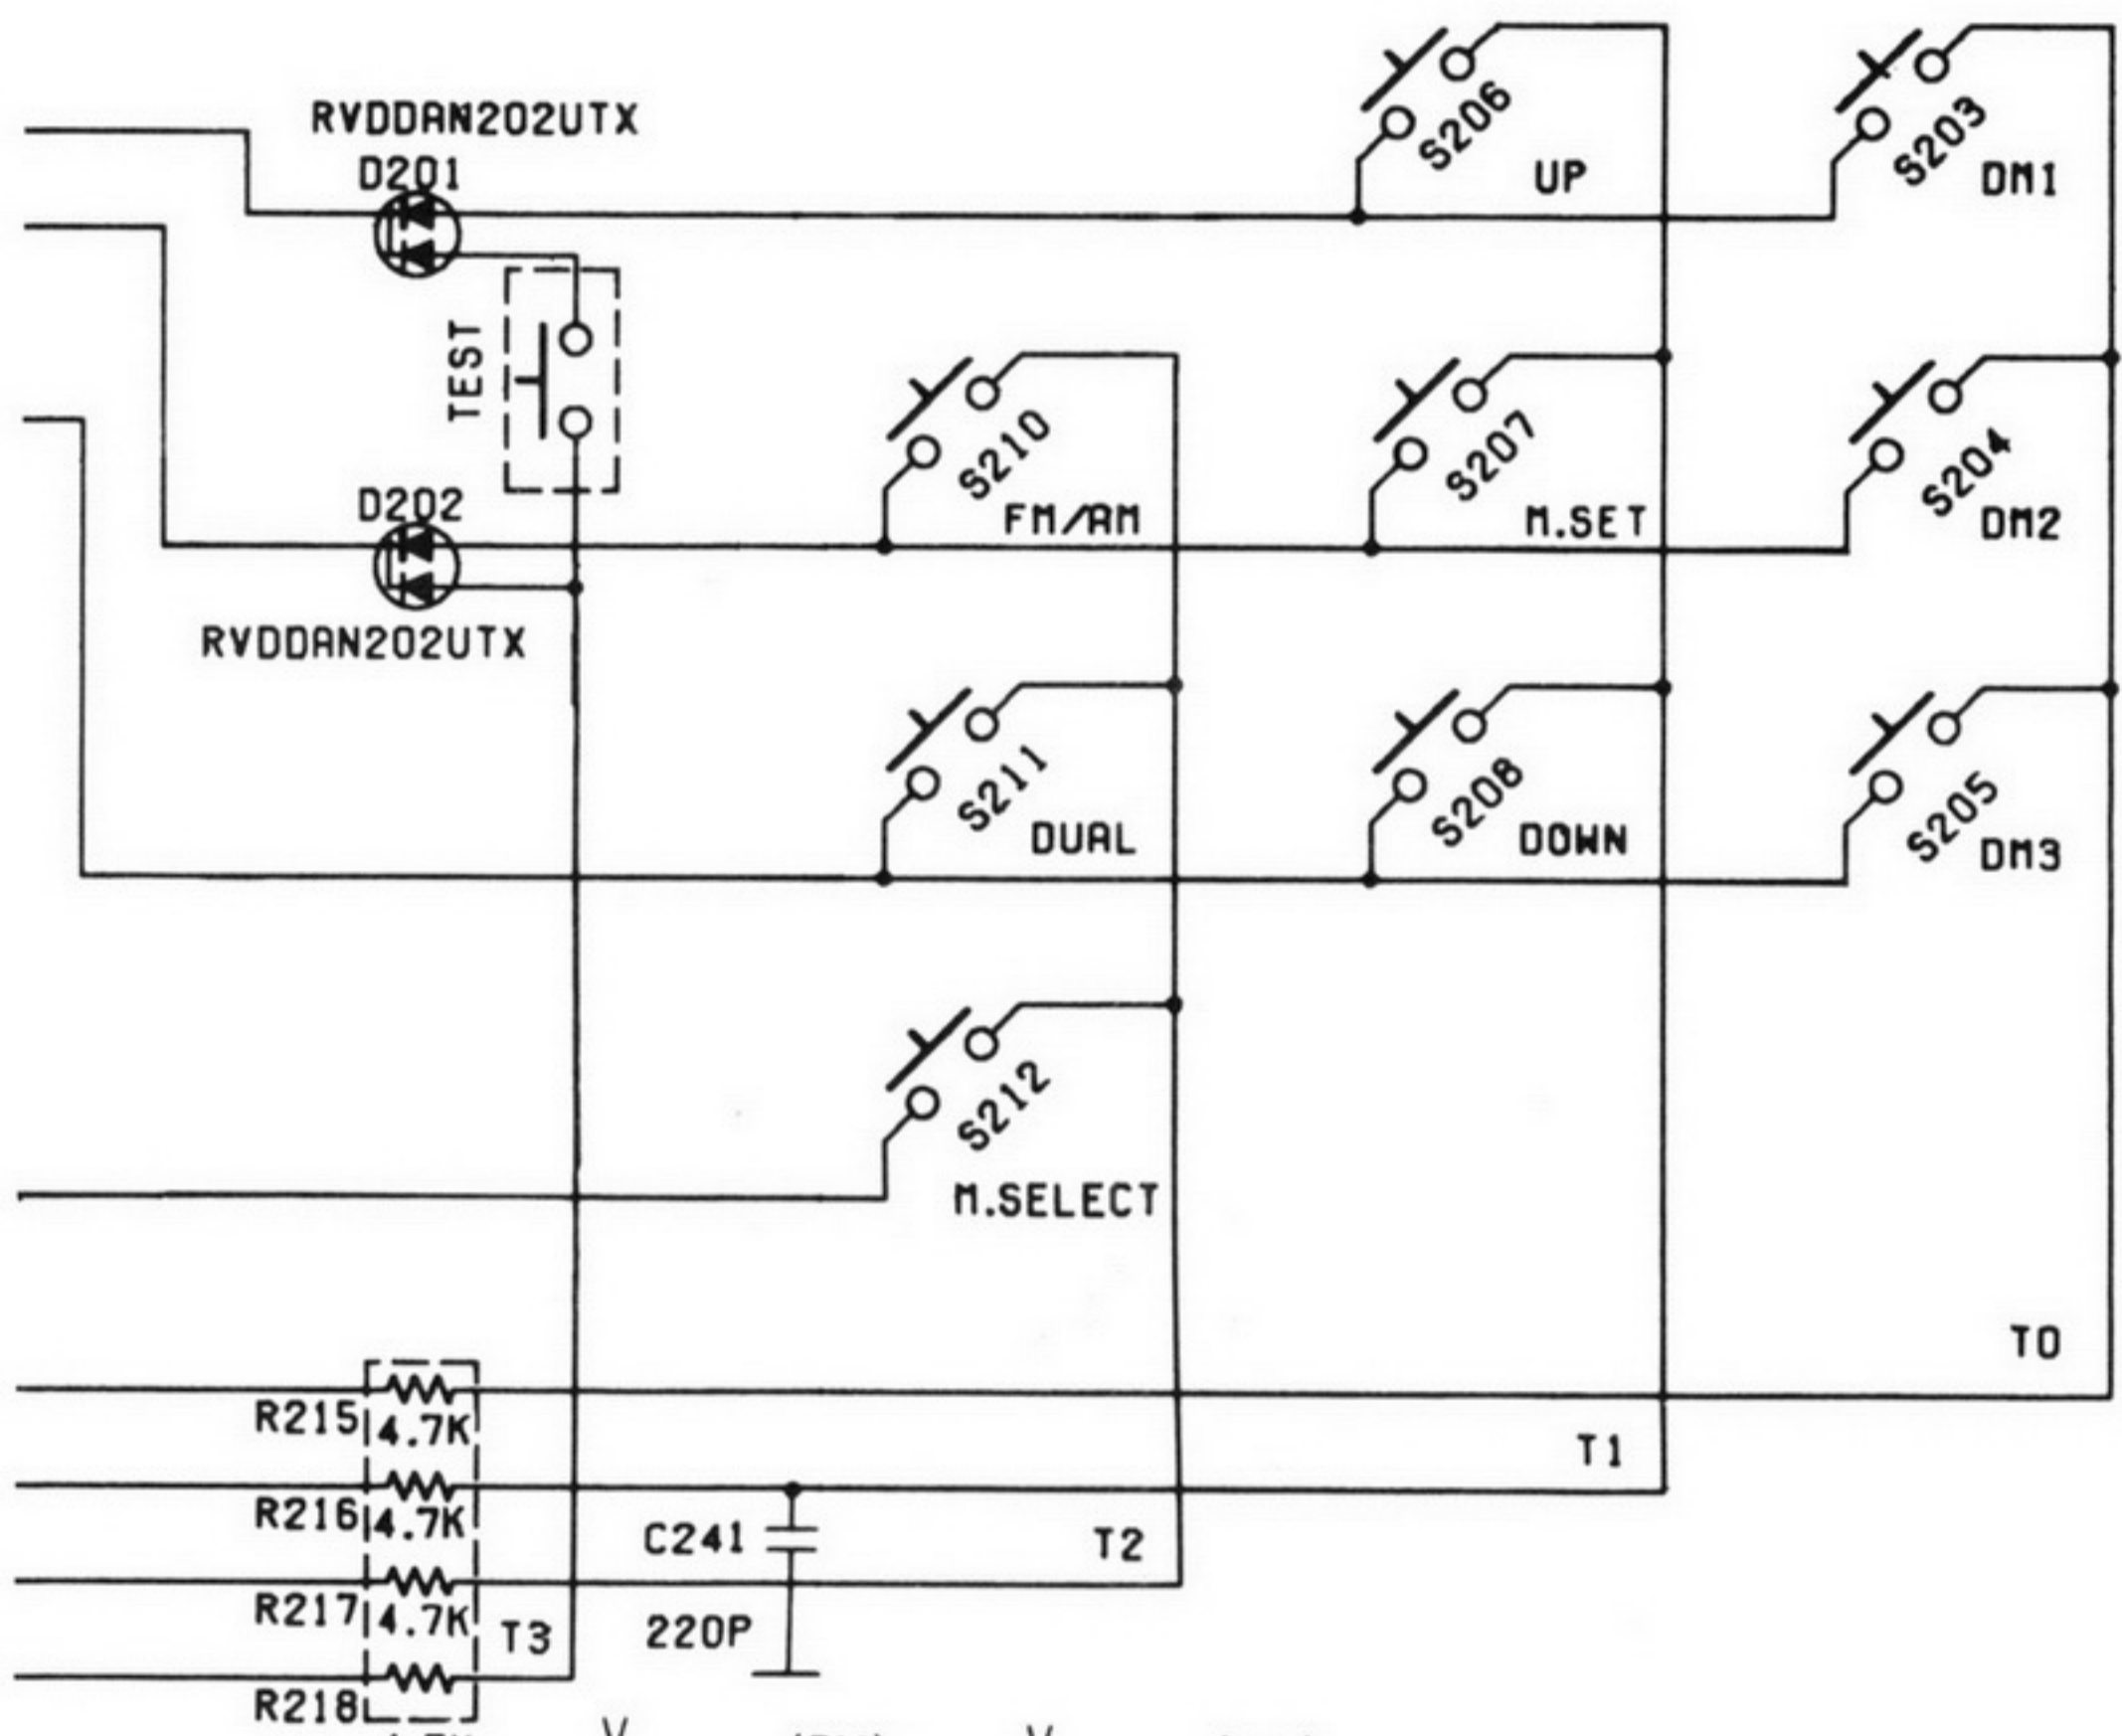 RVDDAN202UTX
D201
S206
UP
S203
DM1
TEST
S210
FM/AM
S207
M.SET
S204
DM2
D202
RVDDAN202UTX
S211
DUAL
S208
DOWN
S205
DM3
S212
M.SELECT
T0
R215
4.7K
T1
R216
4.7K
C241
T2
R217
4.7K
T3
220P
R218